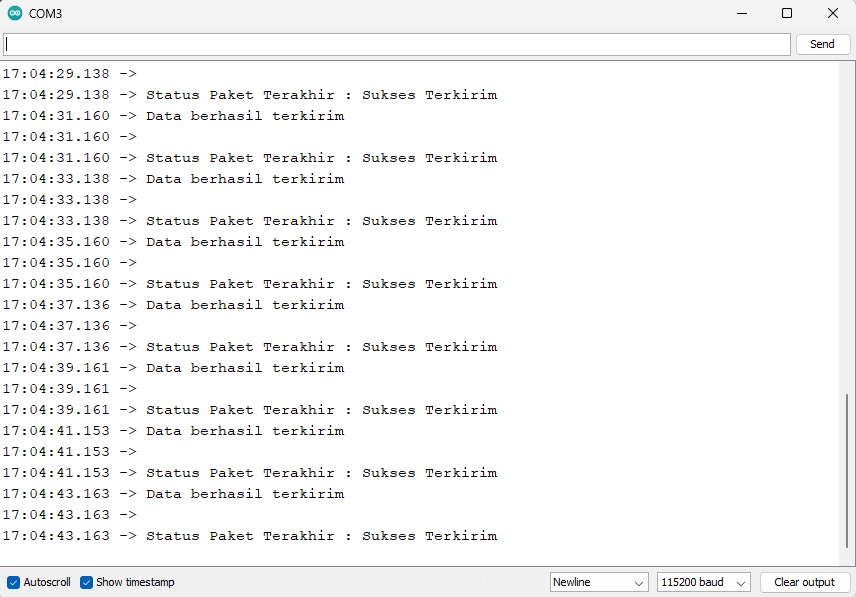 COM3
Send
17:04:29.138 ->
17:04:29.138 -> Status Paket Terakhir : Sukses Terkirim
17:04:31.160 -> Data berhasil terkirim
17:04:31.160 ->
17:04:31.160 -> Status Paket Terakhir : Sukses Terkirim
17:04:33.138 -> Data berhasil terkirim
17:04:33.138 ->
17:04:33.138 -> Status Paket Terakhir : Sukses Terkirim
17:04:35.160 -> Data berhasil terkirim
17:04:35.160 ->
17:04:35.160 -> Status Paket Terakhir : Sukses Terkirim
17:04:37.136 -> Data berhasil terkirim
17:04:37.136 ->
17:04:37.136 -> Status Paket Terakhir : Sukses Terkirim
17:04:39.161 -> Data berhasil terkirim
17:04:39.161 ->
17:04:39.161 -> Status Paket Terakhir : Sukses Terkirim
17:04:41.153 -> Data berhasil terkirim
17:04:41.153 ->
17:04:41.153 -> Status Paket Terakhir : Sukses Terkirim
17:04:43.163 -> Data berhasil terkirim
17:04:43.163 ->
17:04:43.163 -> Status Paket Terakhir : Sukses Terkirim
Autoscroll Show timestamp Newline 115200 baud Clear output